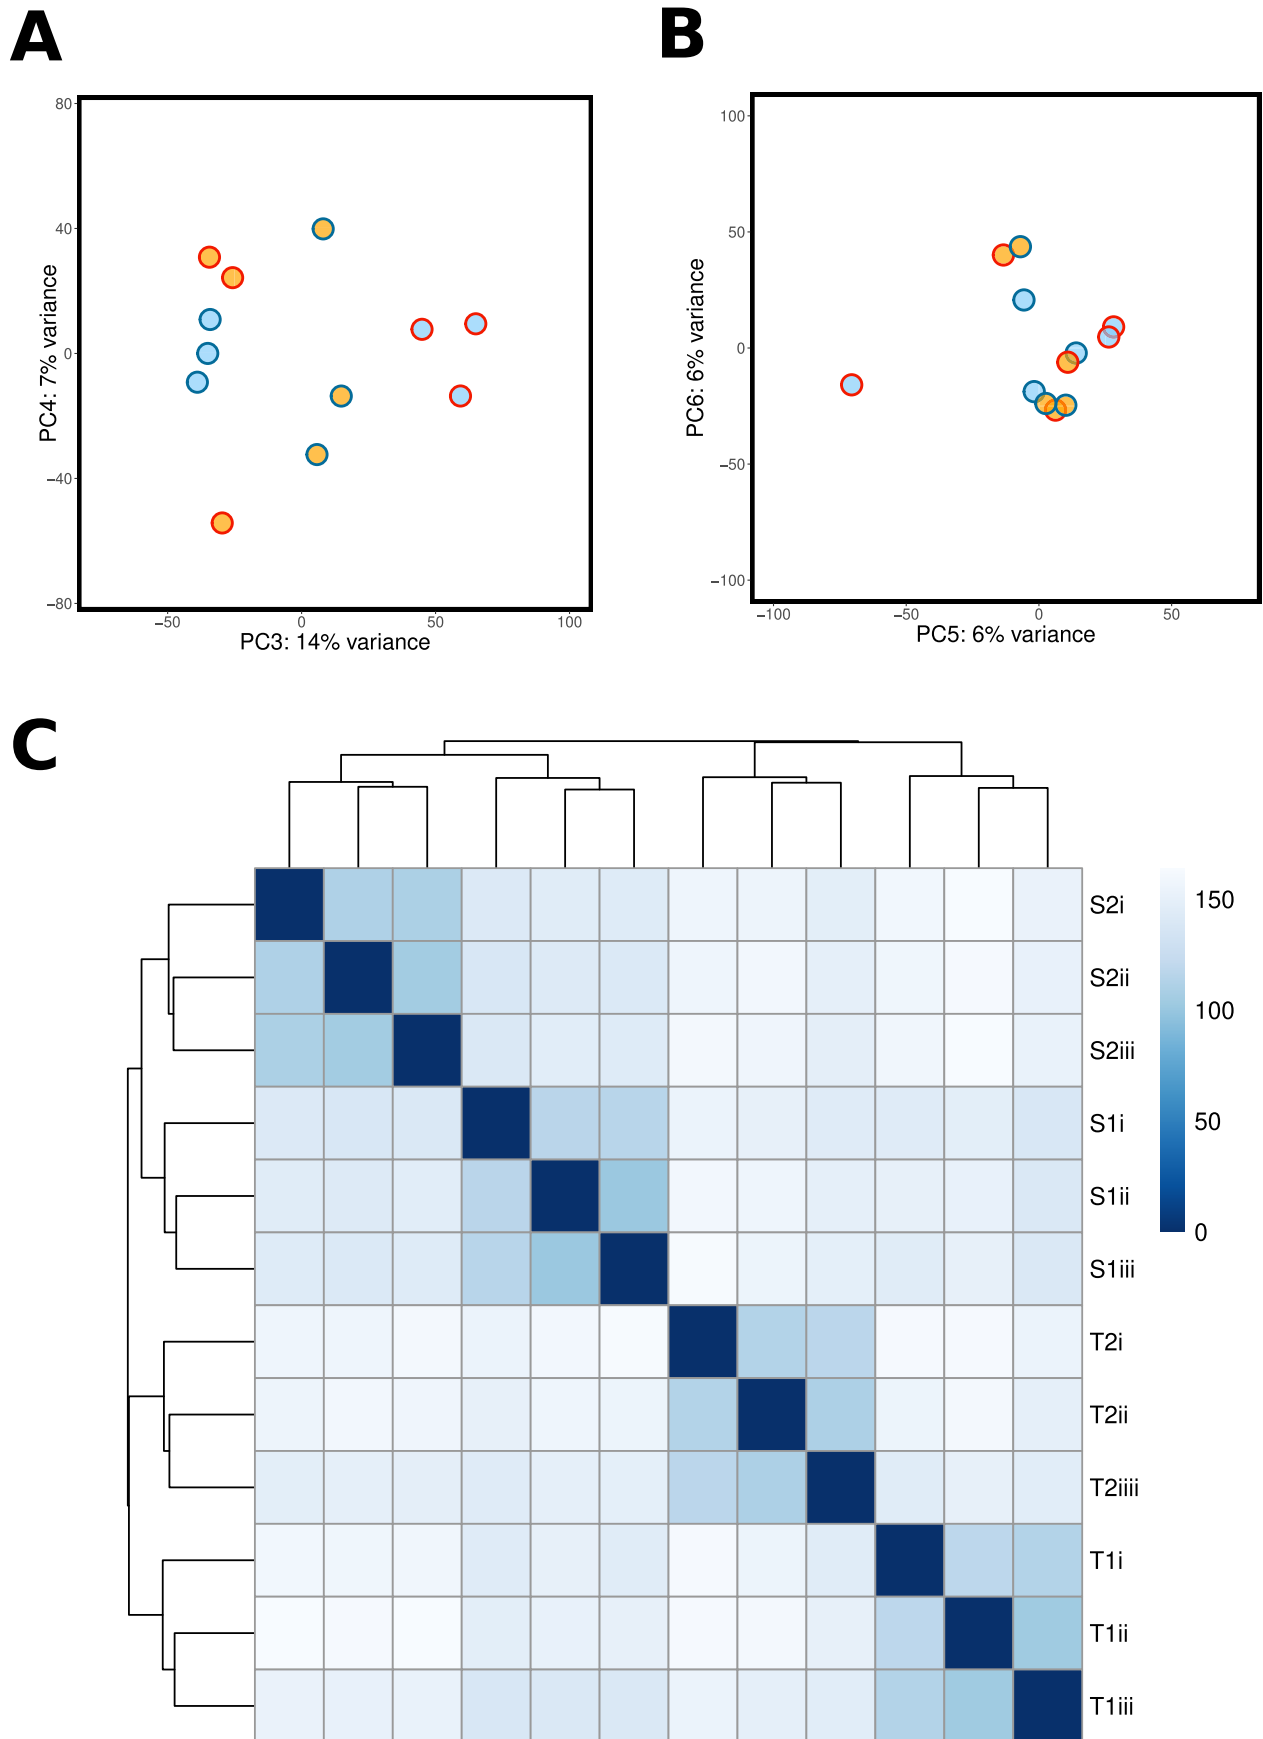 A
B
80
40
0
−40
−80
PC4: 7% variance
−50
0
50
100
PC3: 14% variance
100
50
0
−50
−100
PC6: 6% variance
−100
−50
0
50
PC5: 6% variance
C
S2i
S2ii
S2iii
S1i
S1ii
S1iii
T2i
T2ii
T2iiii
T1i
T1ii
T1iii
150
100
50
0